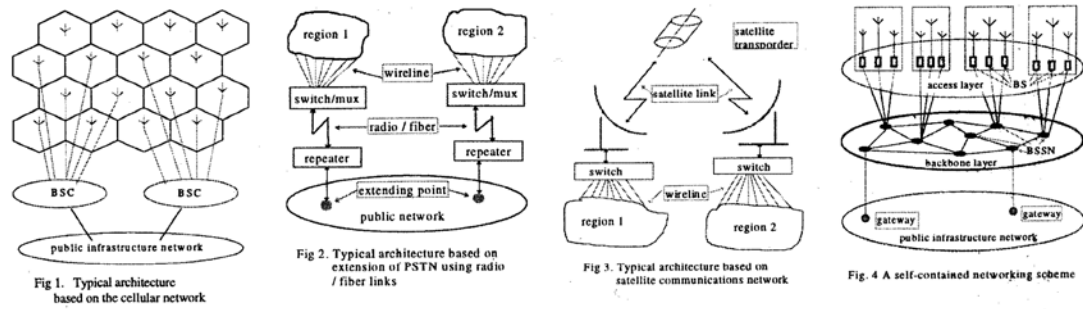 BSC
BSC
public infrastructure network
Fig 1. Typical architecture
based on the cellular network
region 1
region 2
wireline
switch/mux
switch/mux
radio / fiber
repeater
repeater
extending point
public network
Fig 2. Typical architecture based on
extension of PSTN using radio
/ fiber links
satellite
transporder
satellite link
switch
switch
wireline
region 1
region 2
Fig 3. Typical architecture based on
satellite communications network
BS
access layer
BSSN
backbone layer
gateway
gateway
public infrastructure network
Fig. 4 A self-contained networking scheme